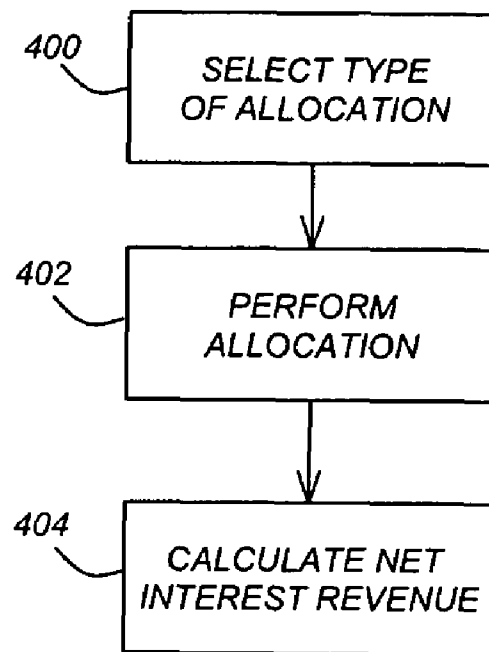 400
SELECT TYPE
OF ALLOCATION
402
PERFORM
ALLOCATION
404
CALCULATE NET
INTEREST REVENUE